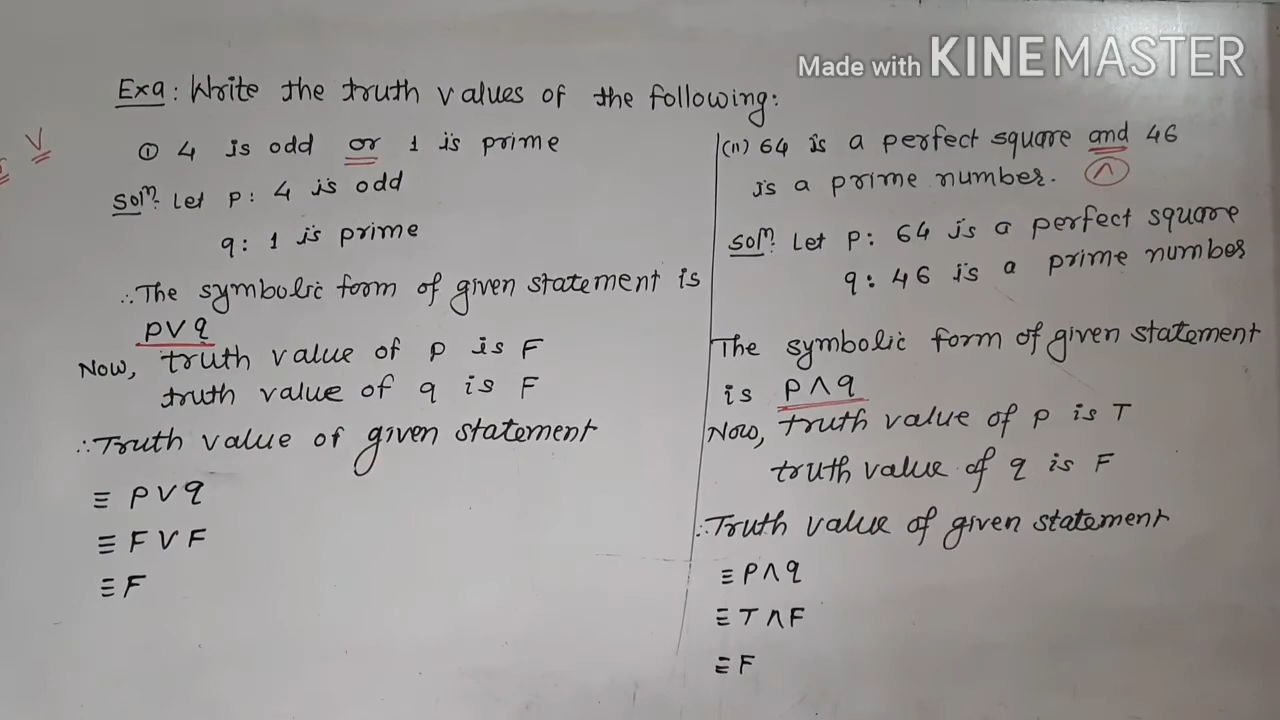 Made with KINEMASTER
Exa: Write the truth values of the following:
① 4 is odd or 1 is prime
Solⁿ: Let p: 4 is odd
q: 1 is prime
∴ The symbolic form of given statement is
p∨q
Now, truth value of p is F
truth value of q is F
∴ Truth value of given statement
≡ p∨q
≡ F∨F
≡ F
∨
(ii) 64 is a perfect square and 46
is a prime number. ∧
Solⁿ: Let p: 64 is a perfect square
q: 46 is a prime number
The symbolic form of given statement
is p∧q
Now, truth value of p is T
truth value of q is F
∴ Truth value of given statement
≡ p∧q
≡ T∧F
≡ F